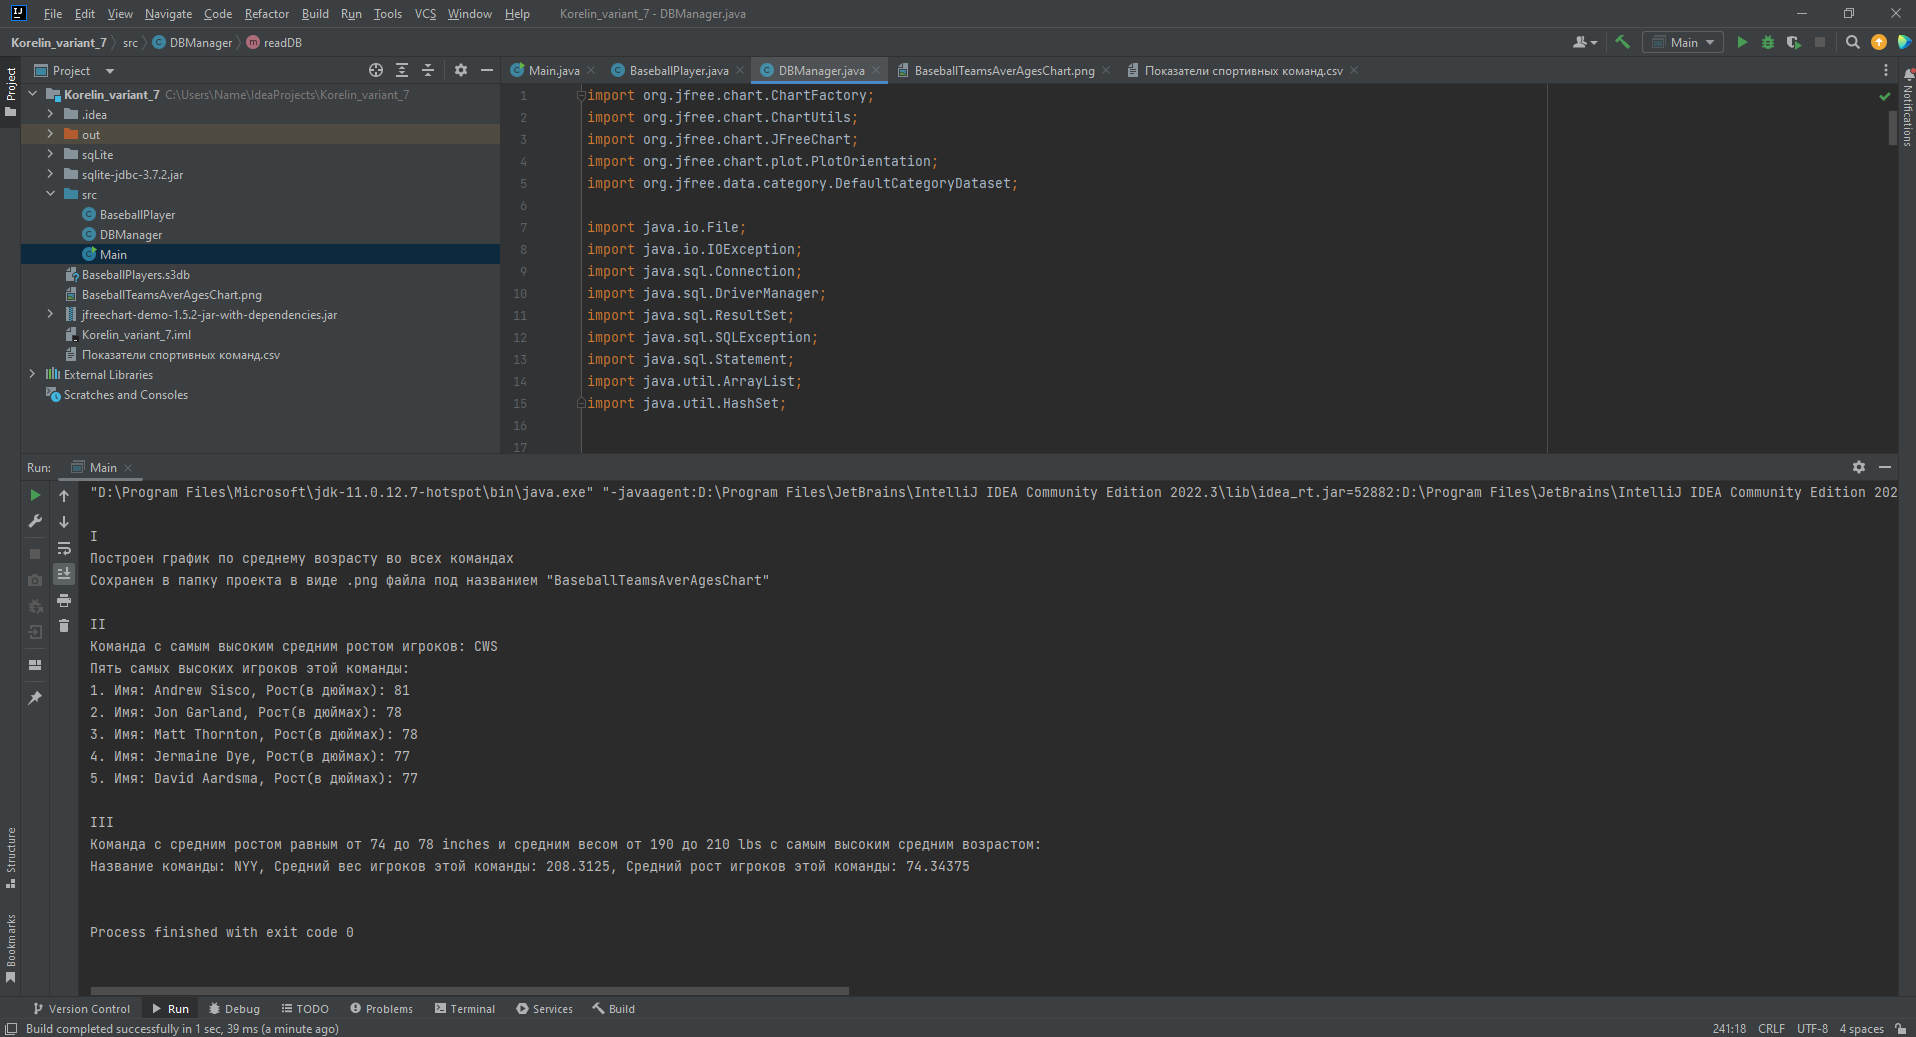 File Edit View Navigate Code Refactor Build Run Tools VCS Window Help Korelin_variant_7 - DBManager.java
Korelin_variant_7 src DBManager readDB Main
Project
Project Main.java BaseballPlayer.java DBManager.java BaseballTeamsAverAgesChart.png Показатели спортивных команд.csv
Notifications
Korelin_variant_7 C:\Users\Name\IdeaProjects\Korelin_variant_7
.idea
out
sqLite
sqlite-jdbc-3.7.2.jar
src
BaseballPlayer
DBManager
Main
BaseballPlayers.s3db
BaseballTeamsAverAgesChart.png
jfreechart-demo-1.5.2-jar-with-dependencies.jar
Korelin_variant_7.iml
Показатели спортивных команд.csv
External Libraries
Scratches and Consoles
1 import org.jfree.chart.ChartFactory;
2 import org.jfree.chart.ChartUtils;
3 import org.jfree.chart.JFreeChart;
4 import org.jfree.chart.plot.PlotOrientation;
5 import org.jfree.data.category.DefaultCategoryDataset;
6
7 import java.io.File;
8 import java.io.IOException;
9 import java.sql.Connection;
10 import java.sql.DriverManager;
11 import java.sql.ResultSet;
12 import java.sql.SQLException;
13 import java.sql.Statement;
14 import java.util.ArrayList;
15 import java.util.HashSet;
16
17
Run: Main
"D:\Program Files\Microsoft\jdk-11.0.12.7-hotspot\bin\java.exe" "-javaagent:D:\Program Files\JetBrains\IntelliJ IDEA Community Edition 2022.3\lib\idea_rt.jar=52882:D:\Program Files\JetBrains\IntelliJ IDEA Community Edition 202
I
Построен график по среднему возрасту во всех командах
Сохранен в папку проекта в виде .png файла под названием "BaseballTeamsAverAgesChart"
II
Команда с самым высоким средним ростом игроков: CWS
Пять самых высоких игроков этой команды:
1. Имя: Andrew Sisco, Рост(в дюймах): 81
2. Имя: Jon Garland, Рост(в дюймах): 78
3. Имя: Matt Thornton, Рост(в дюймах): 78
4. Имя: Jermaine Dye, Рост(в дюймах): 77
5. Имя: David Aardsma, Рост(в дюймах): 77
III
Команда с средним ростом равным от 74 до 78 inches и средним весом от 190 до 210 lbs с самым высоким средним возрастом:
Название команды: NYY, Средний вес игроков этой команды: 208.3125, Средний рост игроков этой команды: 74.34375
Process finished with exit code 0
Structure
Bookmarks
Version Control Run Debug TODO Problems Terminal Services Build
Build completed successfully in 1 sec, 39 ms (a minute ago) 241:18 CRLF UTF-8 4 spaces